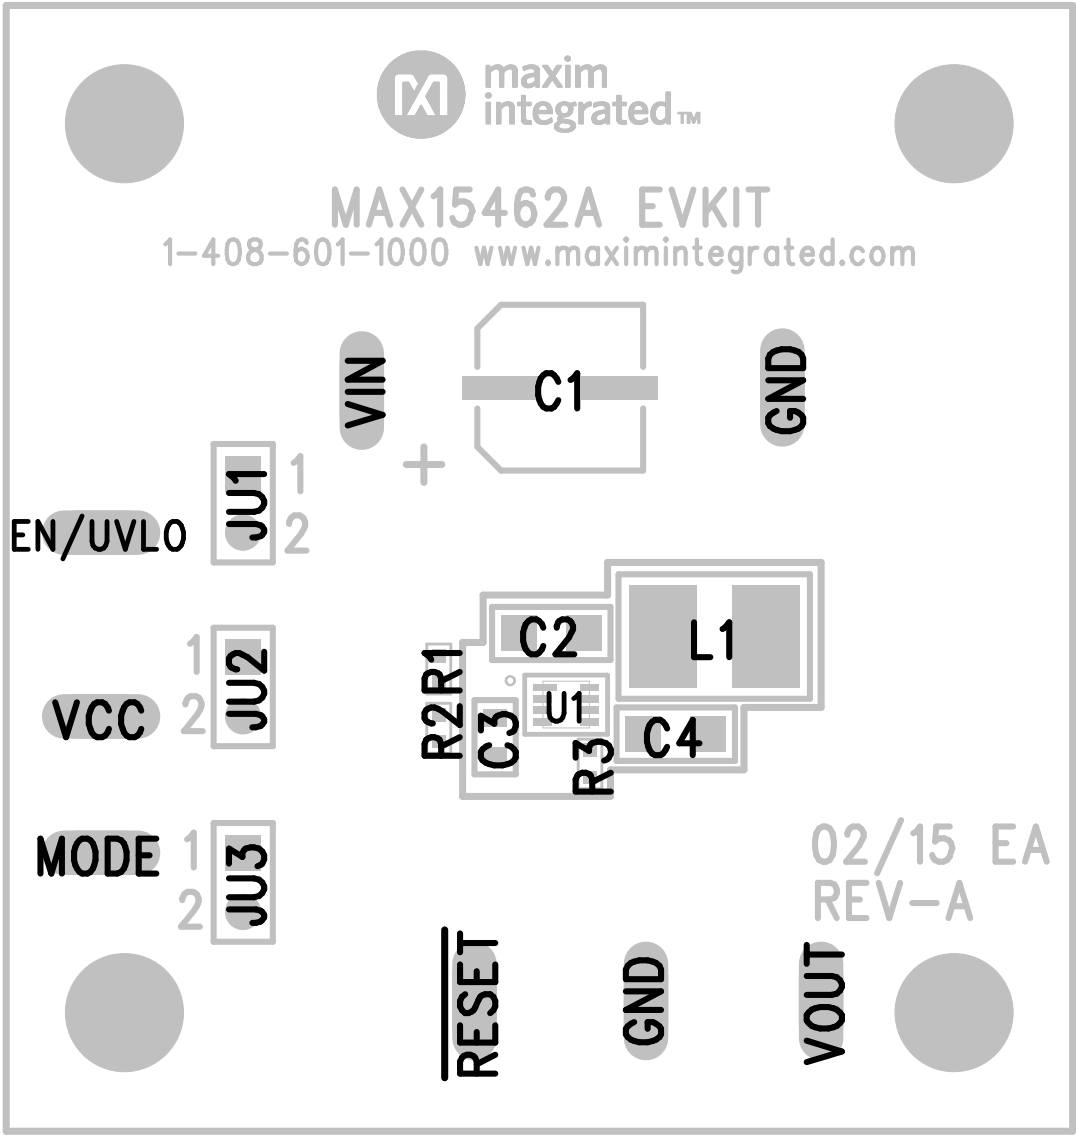 maxim
integrated™
MAX15462A EVKIT
1-408-601-1000 www.maximintegrated.com
VIN
C1
GND
+
JU1
1
2
EN/UVLO
C2
L1
1
JU2
2
VCC
R1
R2
C3
U1
C4
R3
MODE
1
JU3
2
02/15 EA
REV-A
RESET
GND
VOUT